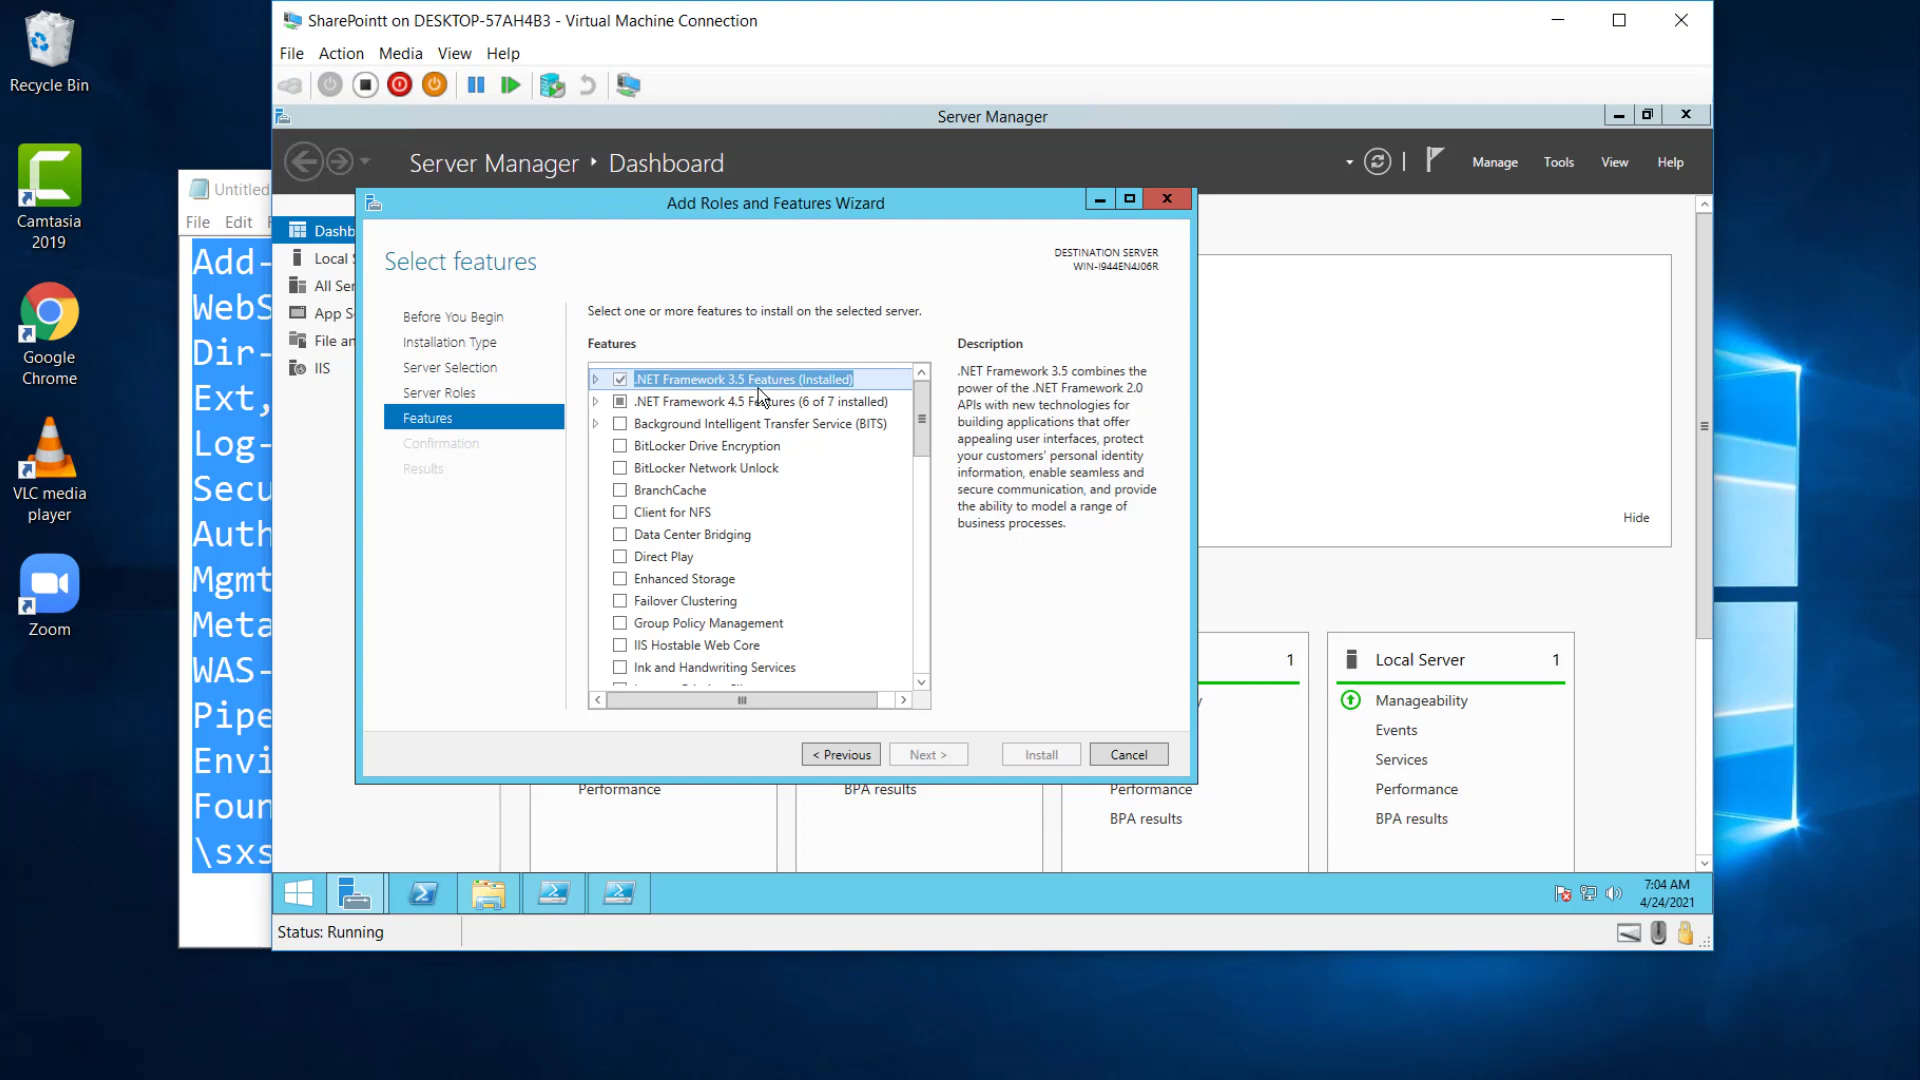 Recycle Bin
Camtasia
2019
Google
Chrome
VLC media
player
Zoom
Untitled
File Edit
Add-
WebS
Dir-
Ext,
Log-
Secu
Auth
Mgmt
Meta
WAS-
Pipe
Envi
Foun
\sxs
SharePointt on DESKTOP-57AH4B3 - Virtual Machine Connection
File Action Media View Help
Server Manager
Server Manager • Dashboard
Manage Tools View Help
Dashb
Local S
All Ser
App S
File an
IIS
Add Roles and Features Wizard
Select features
DESTINATION SERVER
WIN-I944EN4J06R
Before You Begin
Installation Type
Server Selection
Server Roles
Features
Confirmation
Results
Select one or more features to install on the selected server.
Features
.NET Framework 3.5 Features (Installed)
.NET Framework 4.5 Features (6 of 7 installed)
Background Intelligent Transfer Service (BITS)
BitLocker Drive Encryption
BitLocker Network Unlock
BranchCache
Client for NFS
Data Center Bridging
Direct Play
Enhanced Storage
Failover Clustering
Group Policy Management
IIS Hostable Web Core
Ink and Handwriting Services
Description
.NET Framework 3.5 combines the
power of the .NET Framework 2.0
APIs with new technologies for
building applications that offer
appealing user interfaces, protect
your customers' personal identity
information, enable seamless and
secure communication, and provide
the ability to model a range of
business processes.
< Previous Next > Install Cancel
Hide
1
Local Server 1
Manageability
Events
Services
Performance
BPA results
Performance
BPA results
Performance
BPA results
7:04 AM
4/24/2021
Status: Running